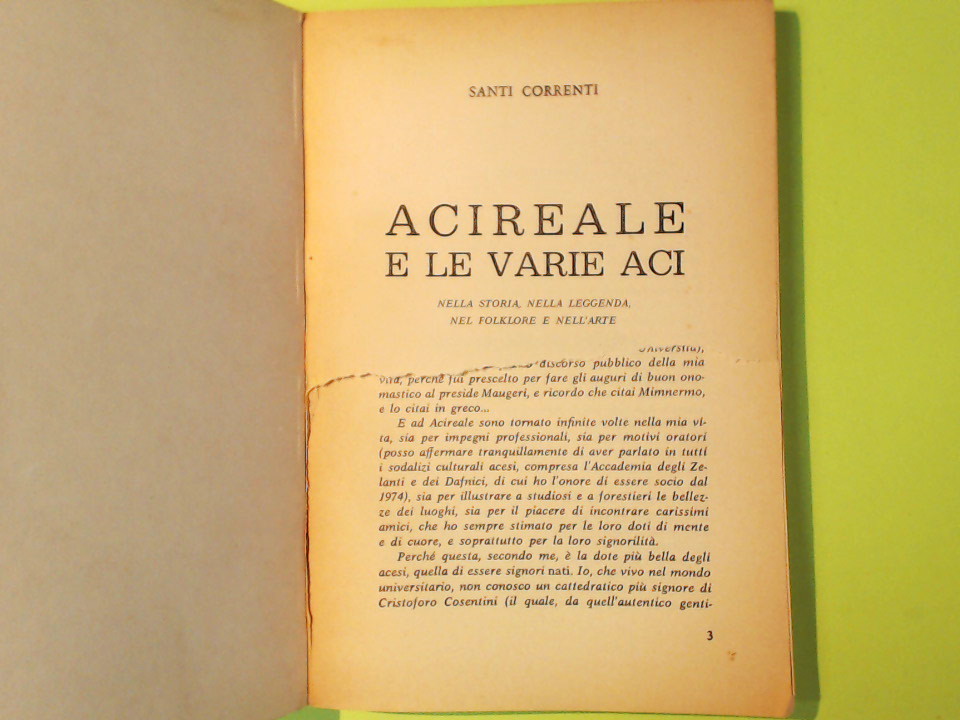 SANTI CORRENTI
ACIREALE
E LE VARIE ACI
NELLA STORIA, NELLA LEGGENDA,
NEL FOLKLORE E NELL'ARTE
discorso pubblico della mia
vita, perché fui prescelto per fare gli auguri di buon ono-
mastico al preside Maugeri, e ricordo che citai Mimnermo,
e lo citai in greco...
E ad Acireale sono tornato infinite volte nella mia vi-
ta, sia per impegni professionali, sia per motivi oratori
(posso affermare tranquillamente di aver parlato in tutti
i sodalizi culturali acesi, compresa l'Accademia degli Ze-
lanti e dei Dafnici, di cui ho l'onore di essere socio dal
1974), sia per illustrare a studiosi e a forestieri le bellez-
ze dei luoghi, sia per il piacere di incontrare carissimi
amici, che ho sempre stimato per le loro doti di mente
e di cuore, e soprattutto per la loro signorilità.
Perché questa, secondo me, è la dote più bella degli
acesi, quella di essere signori nati. Io, che vivo nel mondo
universitario, non conosco un cattedratico più signore di
Cristoforo Cosentini (il quale, da quell'autentico genti-
3